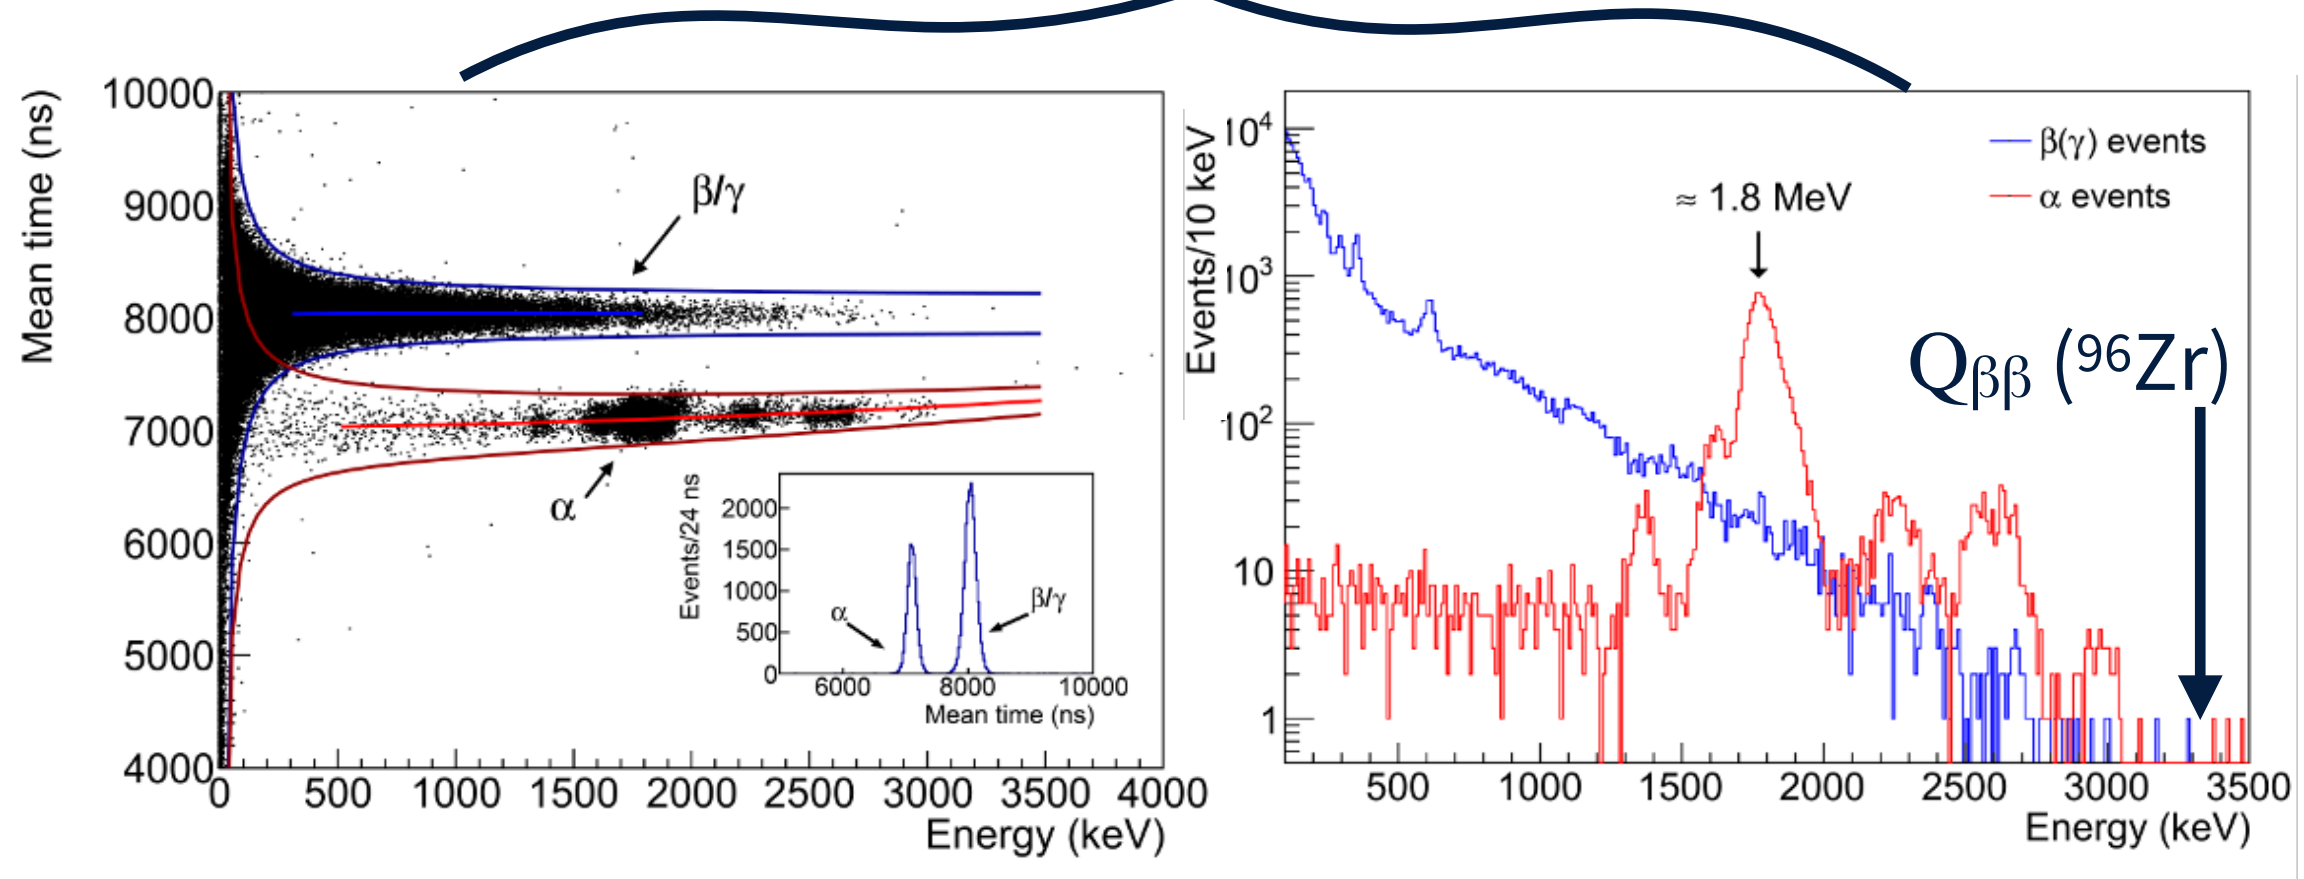 Mean time (ns)
10000
9000
8000
7000
6000
5000
4000
β/γ
α
0 500 1000 1500 2000 2500 3000 3500 4000
Energy (keV)
Events/24 ns
2000
1500
1000
500
0
α
β/γ
6000 8000 10000
Mean time (ns)
Events/10 keV
10⁴
10³
10²
10
1
β(γ) events
α events
≈ 1.8 MeV
Qββ (⁹⁶Zr)
500 1000 1500 2000 2500 3000 3500
Energy (keV)